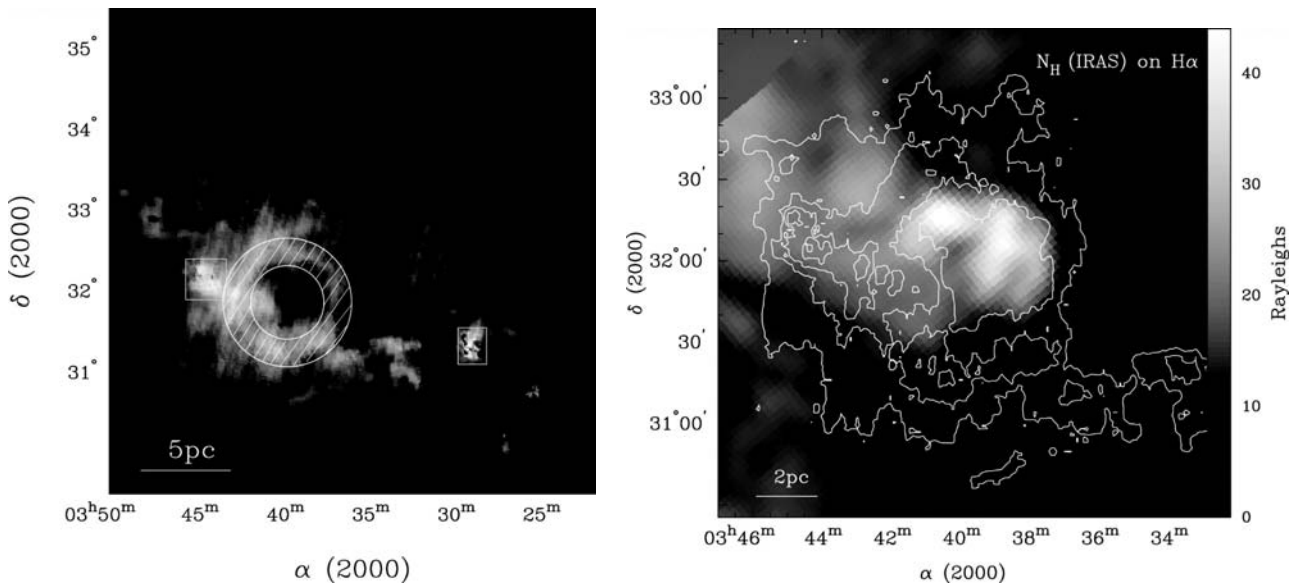 35°
34°
33°
32°
31°
δ (2000)
5pc
03ʰ50ᵐ 45ᵐ 40ᵐ 35ᵐ 30ᵐ 25ᵐ
α (2000)
N_H (IRAS) on Hα
33°00'
30'
32°00'
30'
31°00'
δ (2000)
2pc
03ʰ46ᵐ 44ᵐ 42ᵐ 40ᵐ 38ᵐ 36ᵐ 34ᵐ
α (2000)
40
30
20
10
0
Rayleighs